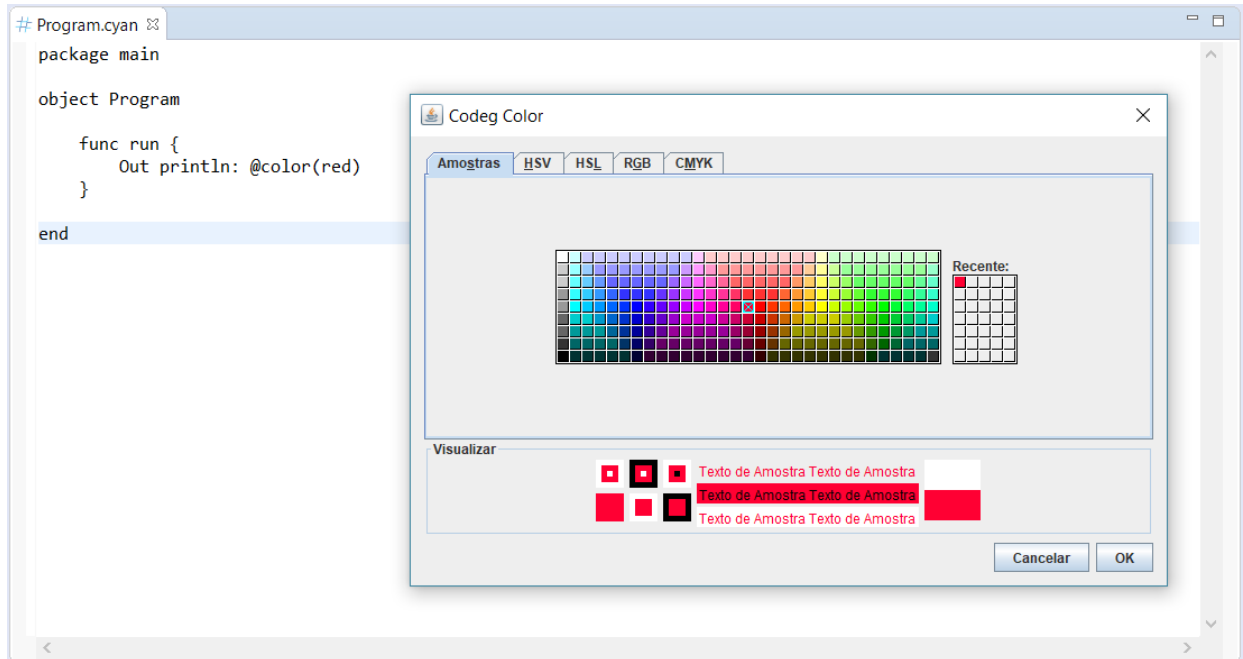 # Program.cyan
package main
object Program
func run {
Out println: @color(red)
}
end
Codeg Color
Amostras HSV HSL RGB CMYK
Recente:
Visualizar
Texto de Amostra Texto de Amostra
Texto de Amostra Texto de Amostra
Texto de Amostra Texto de Amostra
Cancelar OK